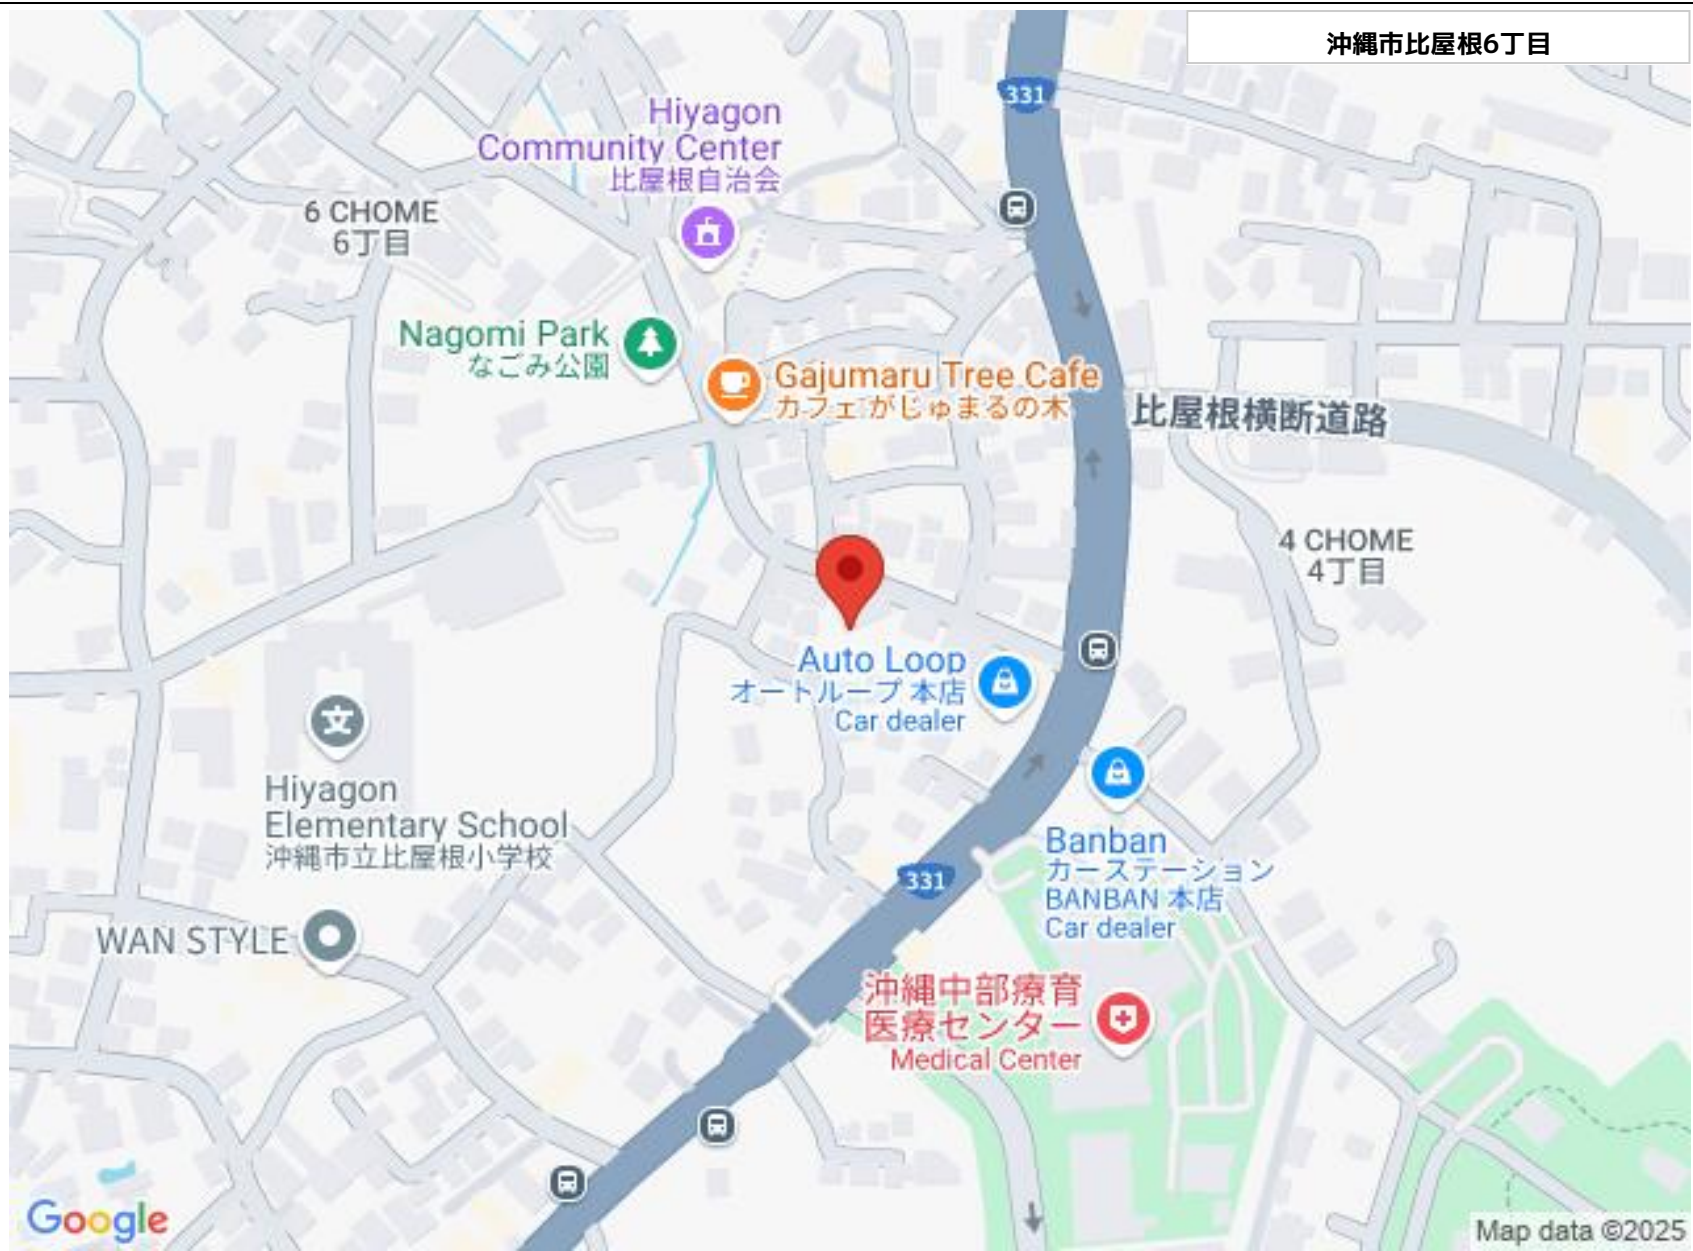 沖縄市比屋根6丁目
331
Hiyagon
Community Center
比屋根自治会
6 CHOME
6丁目
Nagomi Park
なごみ公園
Gajumaru Tree Cafe
カフェ がじゅまるの木
比屋根横断道路
4 CHOME
4丁目
Auto Loop
オートループ 本店
Car dealer
文
Hiyagon
Elementary School
沖縄市立比屋根小学校
Banban
カーステーション
BANBAN 本店
Car dealer
331
WAN STYLE
沖縄中部療育
医療センター
Medical Center
Google
Map data ©2025